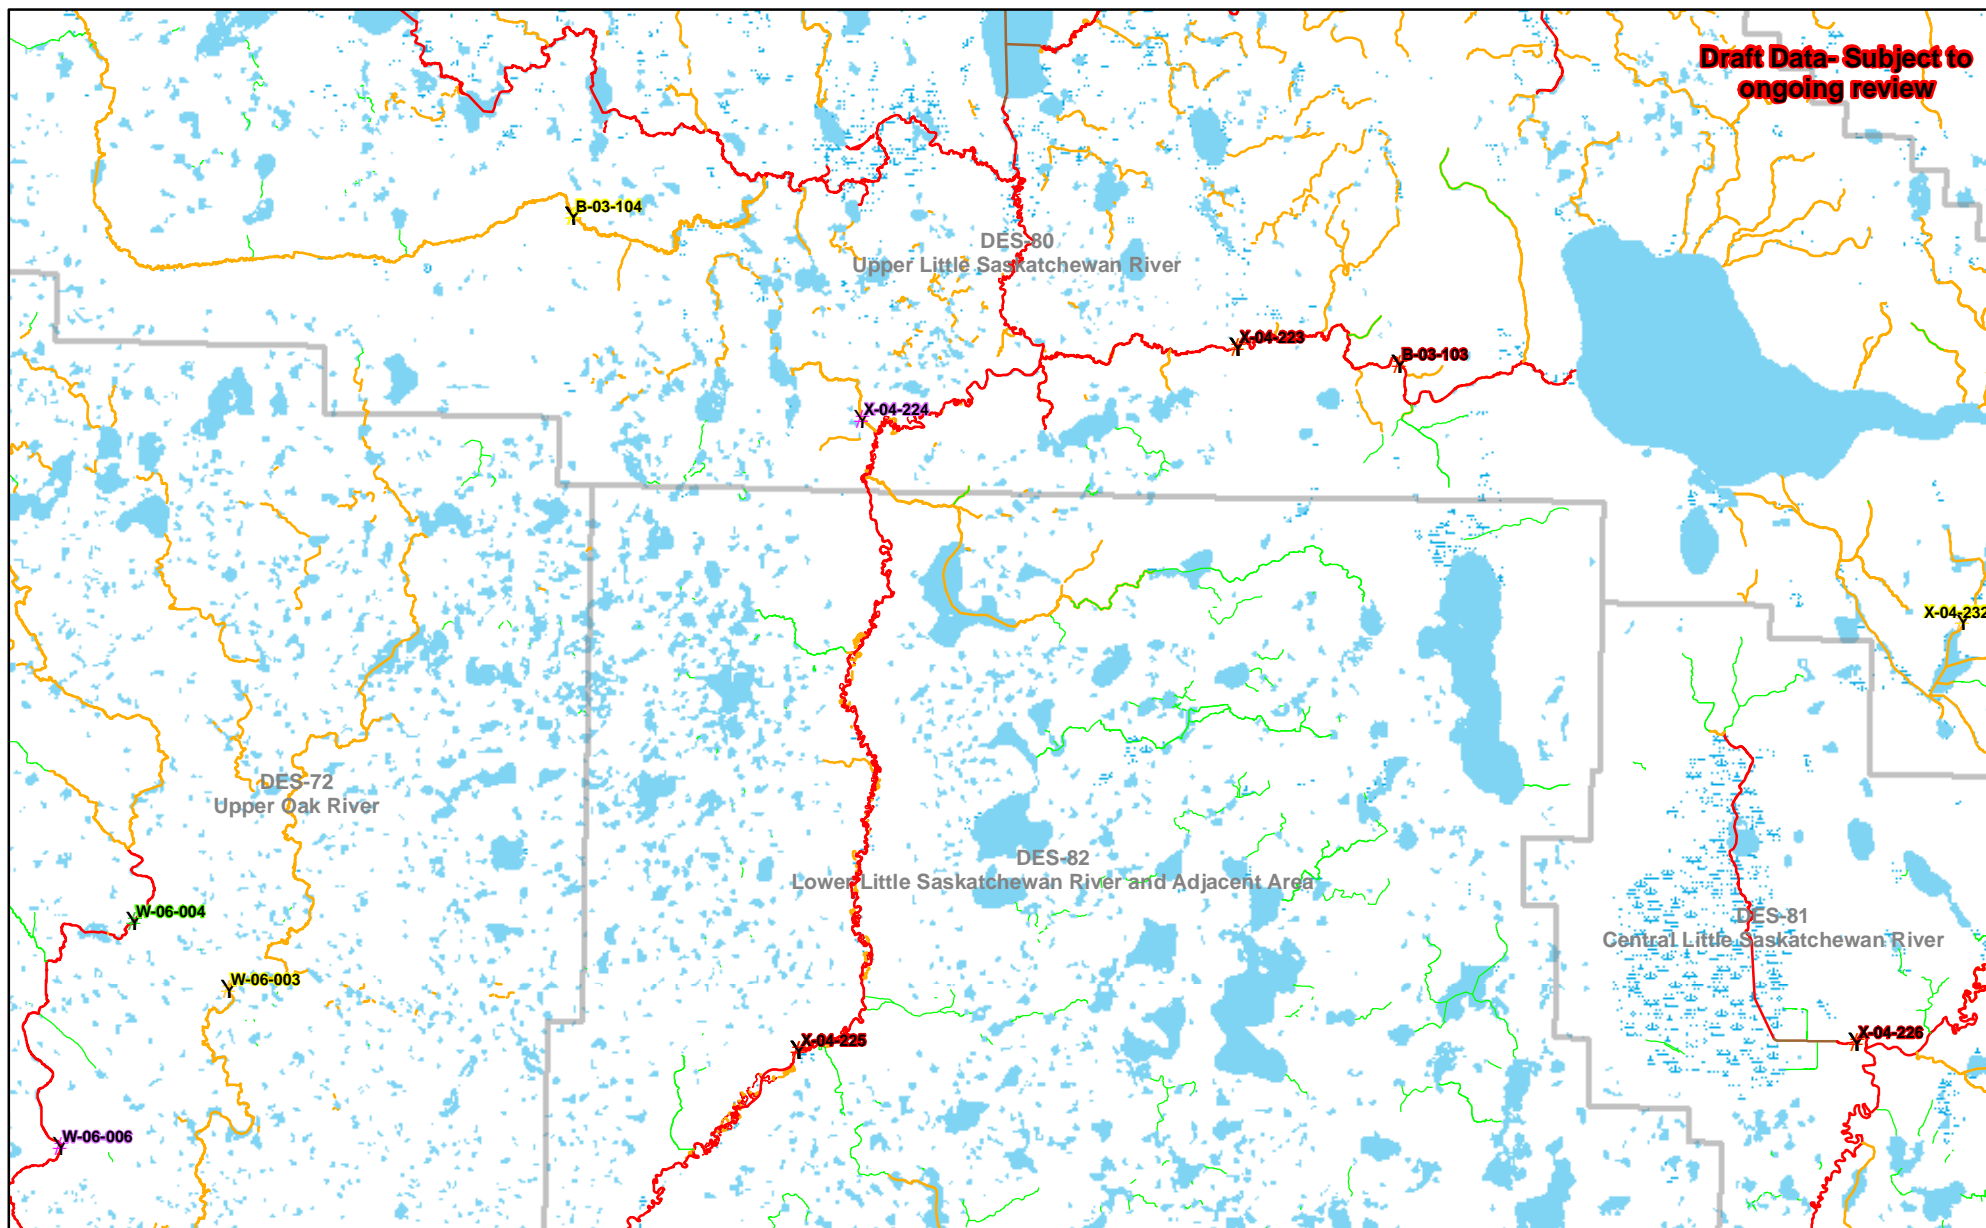 Draft Data- Subject to
ongoing review
B-03-104
DES-80
Upper Little Saskatchewan River
X-04-223
B-03-103
X-04-224
X-04-232
DES-72
Upper Oak River
DES-82
Lower Little Saskatchewan River and Adjacent Area
W-06-004
DES-81
Central Little Saskatchewan River
W-06-003
X-04-225
X-04-226
W-06-006